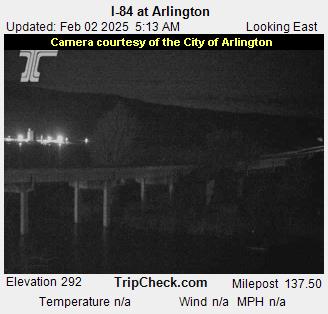 I-84 at Arlington
Updated: Feb 02 2025 5:13 AM Looking East
Camera courtesy of the City of Arlington
Elevation 292 TripCheck.com Milepost 137.50
Temperature n/a Wind n/a MPH n/a